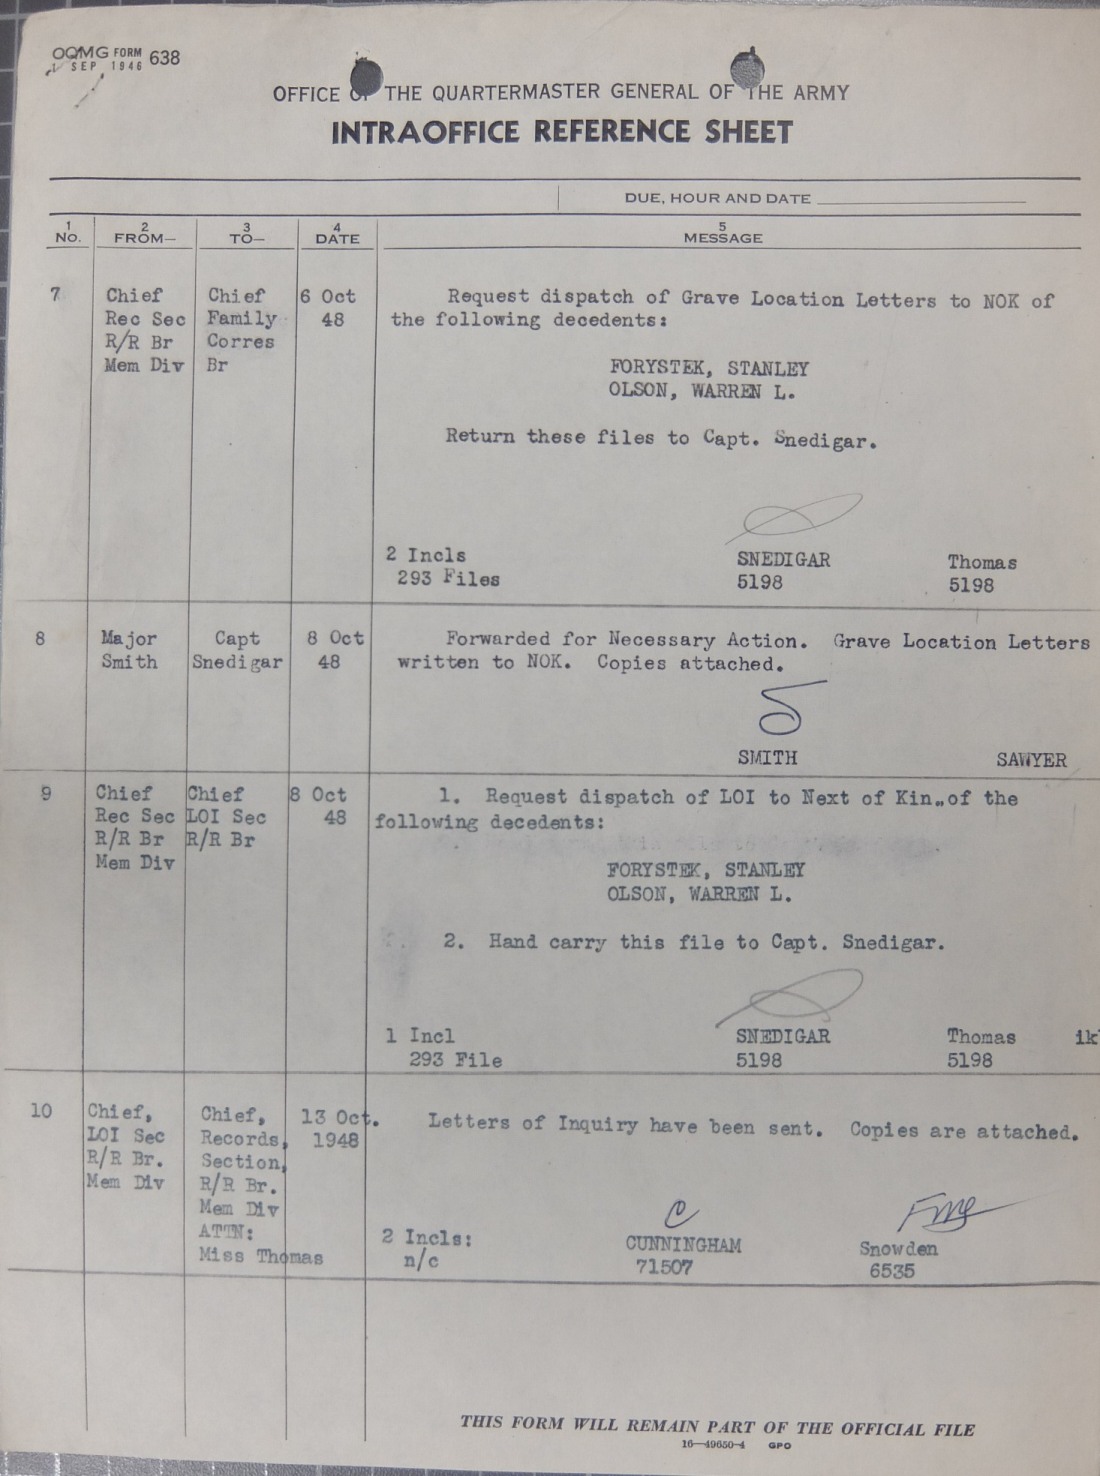 OQMG FORM 638
1 SEP 1946
OFFICE OF THE QUARTERMASTER GENERAL OF THE ARMY
INTRAOFFICE REFERENCE SHEET
DUE, HOUR AND DATE
1 2 3 4 5
No. FROM— TO— DATE MESSAGE
7 Chief Chief 6 Oct Request dispatch of Grave Location Letters to NOK of
Rec Sec Family 48 the following decedents:
R/R Br Corres
Mem Div Br FORYSTEK, STANLEY
OLSON, WARREN L.
Return these files to Capt. Snedigar.
2 Incls SNEDIGAR Thomas
293 Files 5198 5198
8 Major Capt 8 Oct Forwarded for Necessary Action. Grave Location Letters
Smith Snedigar 48 written to NOK. Copies attached.
SMITH SAWYER
9 Chief Chief 8 Oct 1. Request dispatch of LOI to Next of Kin„of the
Rec Sec LOI Sec 48 following decedents:
R/R Br R/R Br
Mem Div FORYSTEK, STANLEY
OLSON, WARREN L.
2. Hand carry this file to Capt. Snedigar.
1 Incl SNEDIGAR Thomas ik
293 File 5198 5198
10 Chief, Chief, 13 Oct. Letters of Inquiry have been sent. Copies are attached.
LOI Sec Records, 1948
R/R Br. Section,
Mem Div R/R Br.
Mem Div
ATTN: 2 Incls: CUNNINGHAM Snowden
Miss Thomas n/c 71507 6535
THIS FORM WILL REMAIN PART OF THE OFFICIAL FILE
16—49650-4 GPO